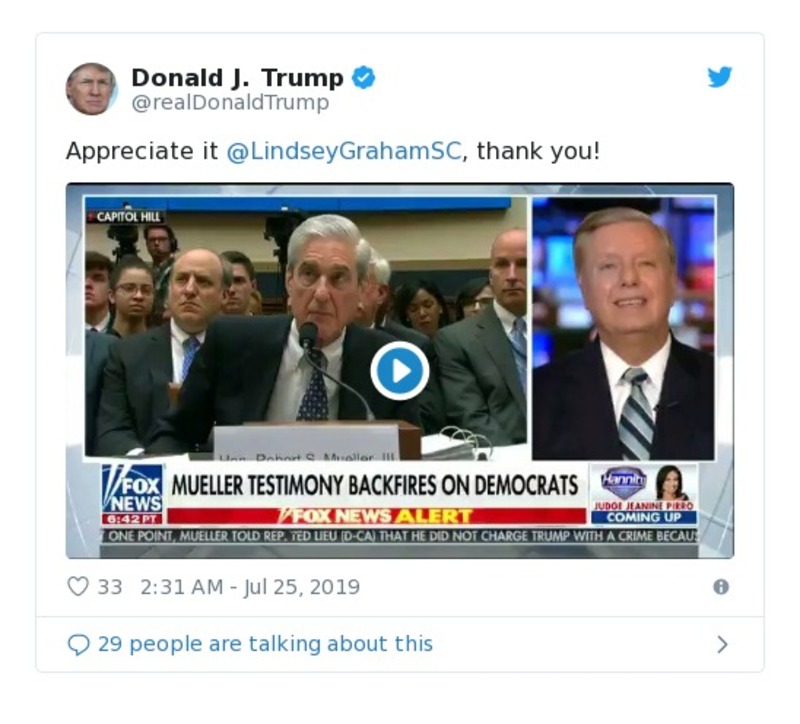 Donald J. Trump
@realDonaldTrump
Appreciate it @LindseyGrahamSC, thank you!
CAPITOL HILL
Hon. Robert S. Mueller, III
FOX
NEWS
6:42 PT
MUELLER TESTIMONY BACKFIRES ON DEMOCRATS
FOX NEWS ALERT
Hannity
JUDGE JEANINE PIRRO
COMING UP
ONE POINT, MUELLER TOLD REP. TED LIEU (D-CA) THAT HE DID NOT CHARGE TRUMP WITH A CRIME BECAU
33 2:31 AM - Jul 25, 2019
29 people are talking about this